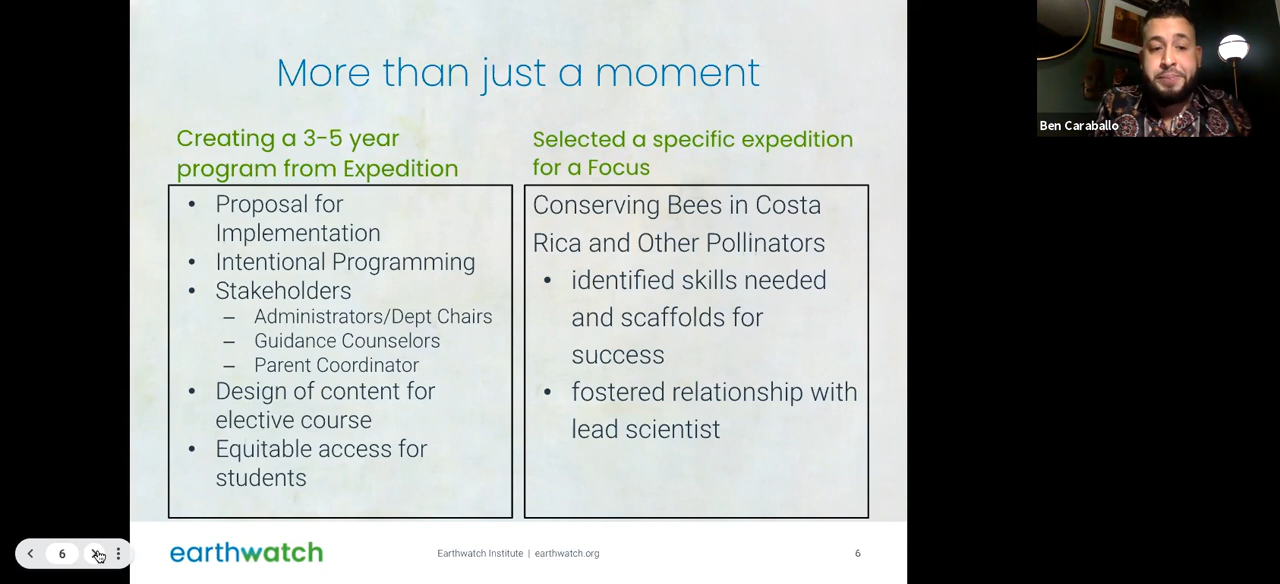 More than just a moment
Creating a 3-5 year
program from Expedition
• Proposal for
Implementation
• Intentional Programming
• Stakeholders
– Administrators/Dept Chairs
– Guidance Counselors
– Parent Coordinator
• Design of content for
elective course
• Equitable access for
students
Selected a specific expedition
for a Focus
Conserving Bees in Costa
Rica and Other Pollinators
• identified skills needed
and scaffolds for
success
• fostered relationship with
lead scientist
earthwatch
Earthwatch Institute | earthwatch.org
6
6
Ben Caraballo